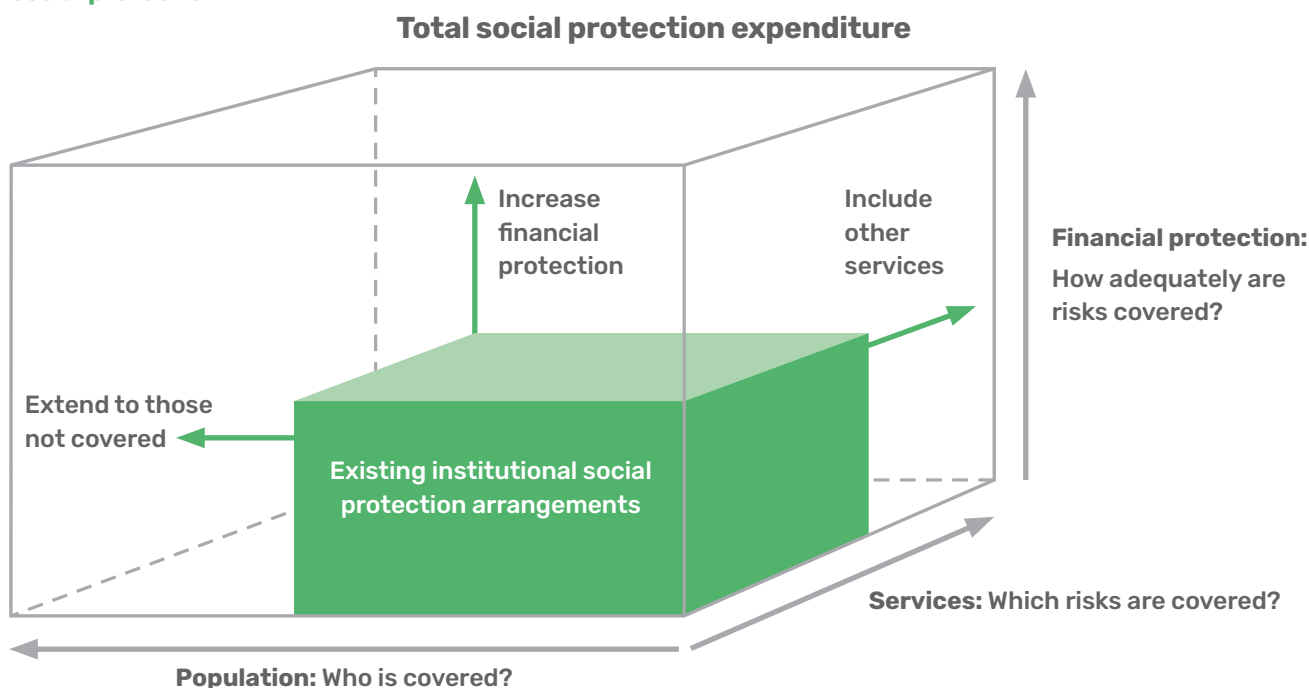 Total social protection expenditure
Increase
financial
protection
Include
other
services
Financial protection:
How adequately are
risks covered?
Extend to those
not covered
Existing institutional social
protection arrangements
Services: Which risks are covered?
Population: Who is covered?